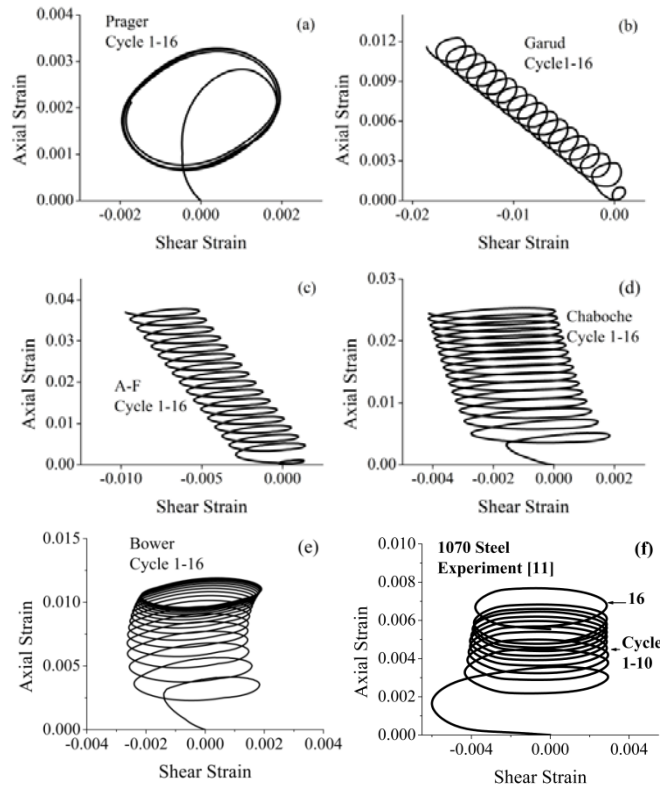 (a)
Prager
Cycle 1-16
0.004
0.003
0.002
0.001
0.000
Axial Strain
-0.002
0.000
0.002
Shear Strain
(b)
Garud
Cycle1-16
0.012
0.009
0.006
0.003
0.000
Axial Strain
-0.02
-0.01
0.00
Shear Strain
(c)
A-F
Cycle 1-16
0.04
0.03
0.02
0.01
0.00
Axial Strain
-0.010
-0.005
0.000
Shear Strain
(d)
Chaboche
Cycle 1-16
0.03
0.02
0.01
0.00
Axial Strain
-0.004
-0.002
0.000
0.002
Shear Strain
(e)
Bower
Cycle 1-16
0.015
0.010
0.005
0.000
Axial Strain
-0.004
-0.002
0.000
0.002
0.004
Shear Strain
(f)
1070 Steel
Experiment [11]
16
Cycle
1-10
0.010
0.008
0.006
0.004
0.002
0.000
Axial Strain
-0.004
0.000
0.004
Shear Strain